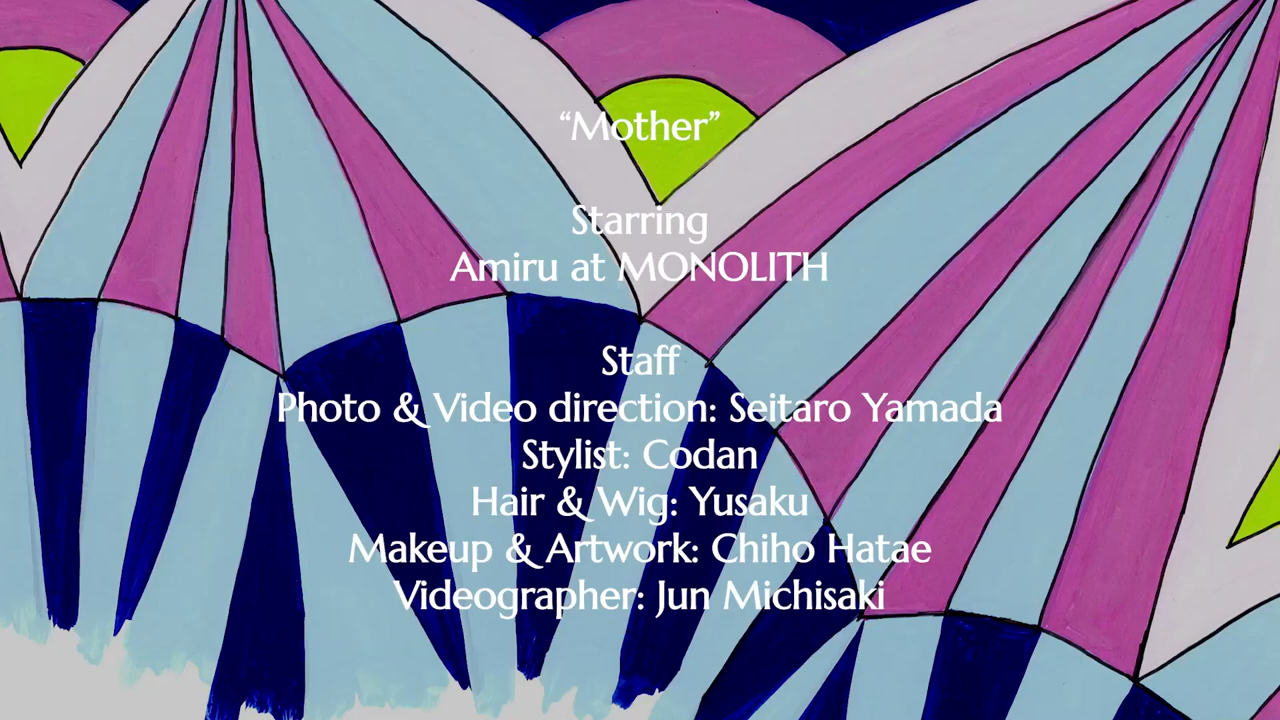 “Mother”
Starring
Amiru at MONOLITH
Staff
Photo & Video direction: Seitaro Yamada
Stylist: Codan
Hair & Wig: Yusaku
Makeup & Artwork: Chiho Hatae
Videographer: Jun Michisaki